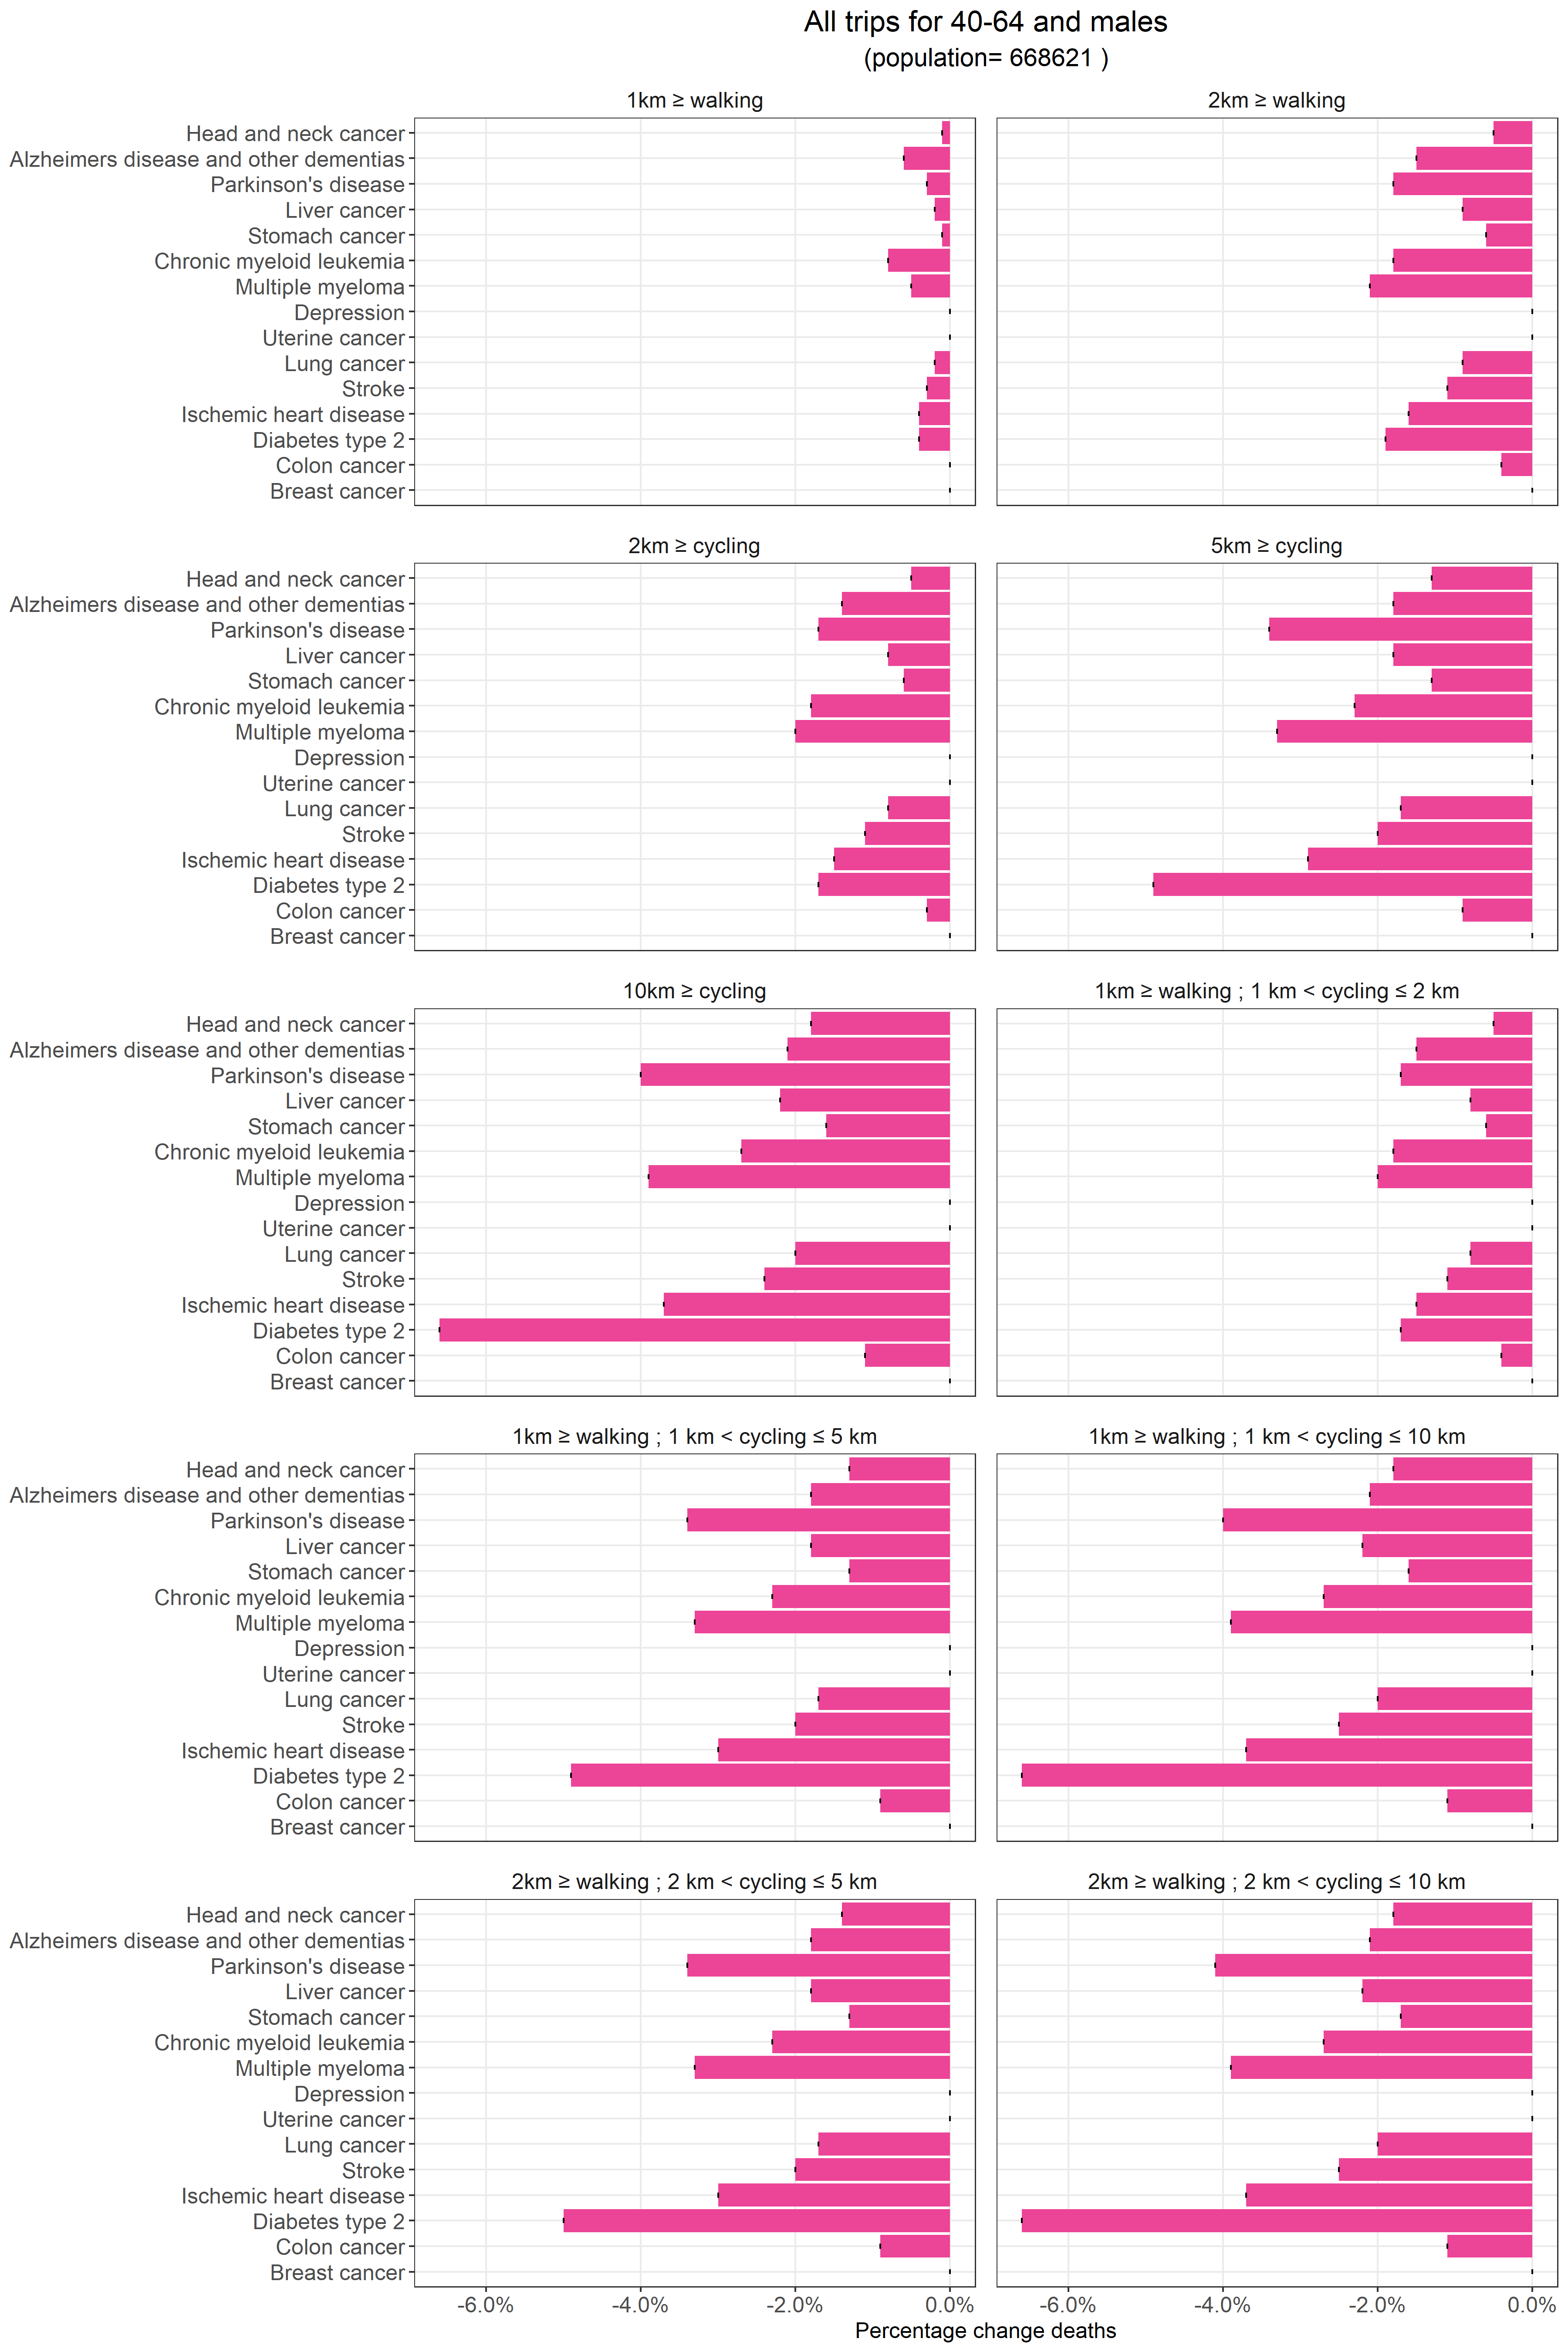 All trips for 40-64 and males
(population= 668621 )
1km ≥ walking
2km ≥ walking
Head and neck cancer
Alzheimers disease and other dementias
Parkinson's disease
Liver cancer
Stomach cancer
Chronic myeloid leukemia
Multiple myeloma
Depression
Uterine cancer
Lung cancer
Stroke
Ischemic heart disease
Diabetes type 2
Colon cancer
Breast cancer
2km ≥ cycling
5km ≥ cycling
Head and neck cancer
Alzheimers disease and other dementias
Parkinson's disease
Liver cancer
Stomach cancer
Chronic myeloid leukemia
Multiple myeloma
Depression
Uterine cancer
Lung cancer
Stroke
Ischemic heart disease
Diabetes type 2
Colon cancer
Breast cancer
10km ≥ cycling
1km ≥ walking ; 1 km < cycling ≤ 2 km
Head and neck cancer
Alzheimers disease and other dementias
Parkinson's disease
Liver cancer
Stomach cancer
Chronic myeloid leukemia
Multiple myeloma
Depression
Uterine cancer
Lung cancer
Stroke
Ischemic heart disease
Diabetes type 2
Colon cancer
Breast cancer
1km ≥ walking ; 1 km < cycling ≤ 5 km
1km ≥ walking ; 1 km < cycling ≤ 10 km
Head and neck cancer
Alzheimers disease and other dementias
Parkinson's disease
Liver cancer
Stomach cancer
Chronic myeloid leukemia
Multiple myeloma
Depression
Uterine cancer
Lung cancer
Stroke
Ischemic heart disease
Diabetes type 2
Colon cancer
Breast cancer
2km ≥ walking ; 2 km < cycling ≤ 5 km
2km ≥ walking ; 2 km < cycling ≤ 10 km
Head and neck cancer
Alzheimers disease and other dementias
Parkinson's disease
Liver cancer
Stomach cancer
Chronic myeloid leukemia
Multiple myeloma
Depression
Uterine cancer
Lung cancer
Stroke
Ischemic heart disease
Diabetes type 2
Colon cancer
Breast cancer
-6.0% -4.0% -2.0% 0.0% -6.0% -4.0% -2.0% 0.0%
Percentage change deaths